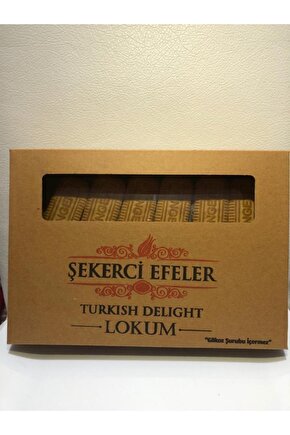 ŞEKERCİ EFELER
TURKISH DELIGHT
LOKUM
"Glikoz Şurubu İçermez"